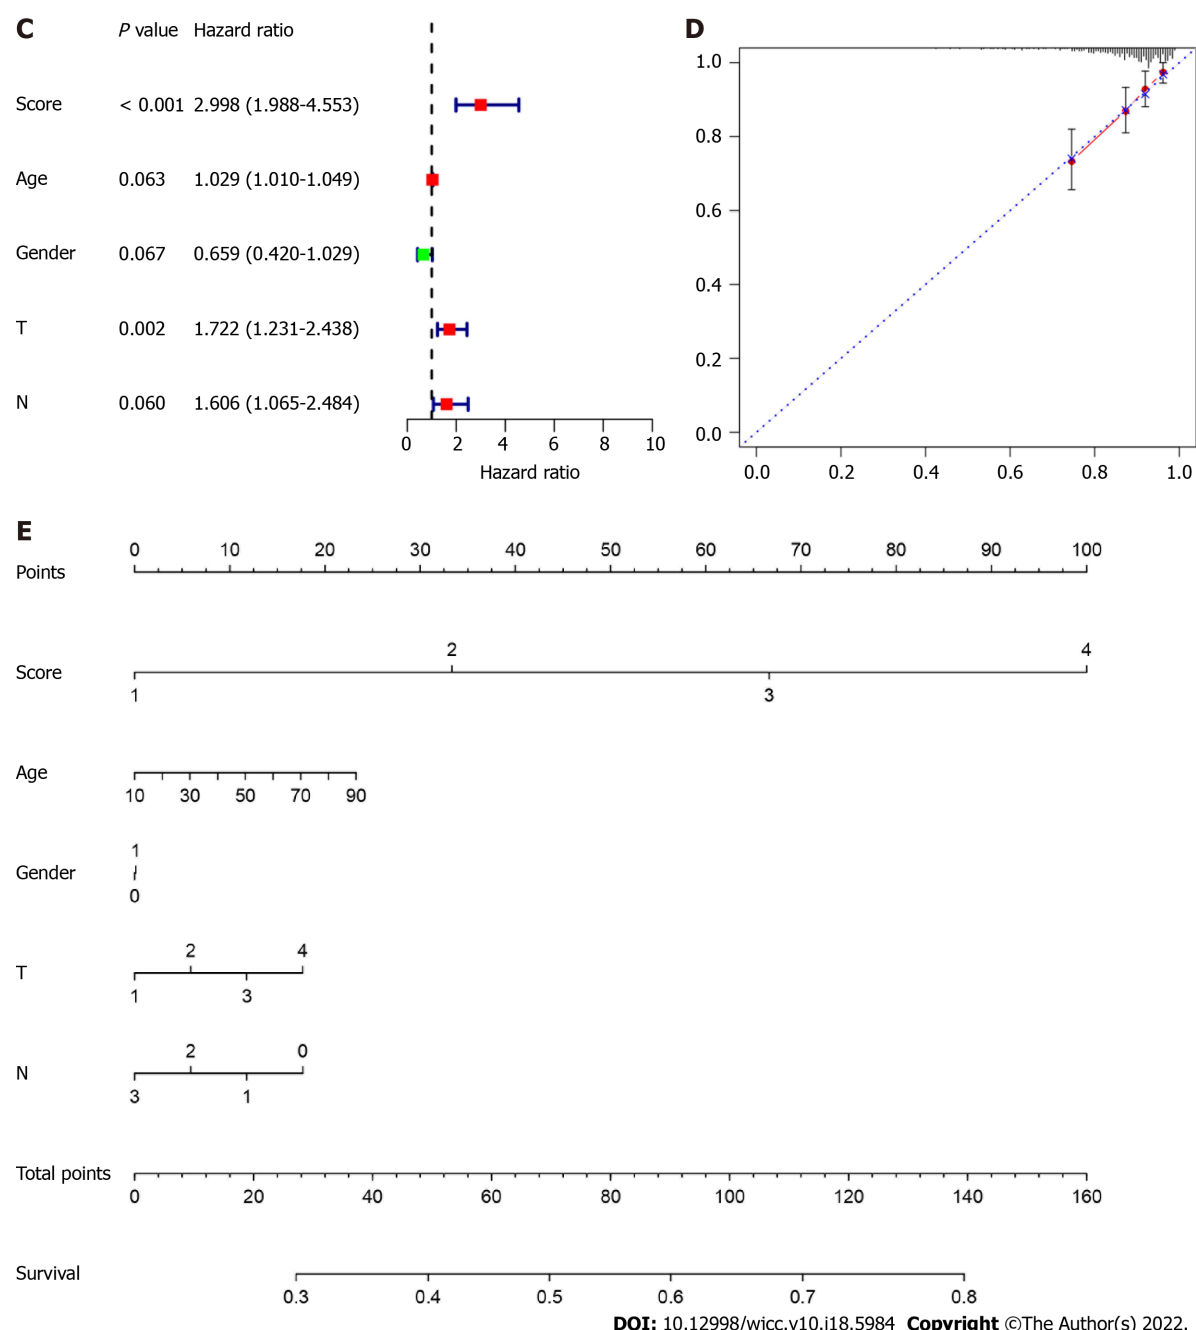 C
P value Hazard ratio
Score < 0.001 2.998 (1.988-4.553)
Age 0.063 1.029 (1.010-1.049)
Gender 0.067 0.659 (0.420-1.029)
T 0.002 1.722 (1.231-2.438)
N 0.060 1.606 (1.065-2.484)
0 2 4 6 8 10
Hazard ratio
D
1.0
0.8
0.6
0.4
0.2
0.0
0.0 0.2 0.4 0.6 0.8 1.0
E
0 10 20 30 40 50 60 70 80 90 100
Points
2 4
Score
1 3
Age
10 30 50 70 90
1
Gender
0
2 4
T
1 3
2 0
N
3 1
Total points
0 20 40 60 80 100 120 140 160
Survival
0.3 0.4 0.5 0.6 0.7 0.8
DOI: 10.12998/wjcc.v10.i18.5984 Copyright ©The Author(s) 2022.